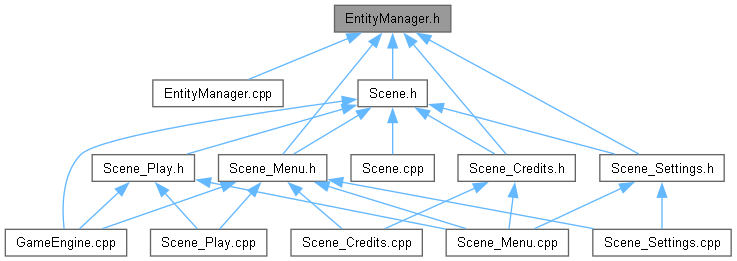 EntityManager.h
EntityManager.cpp
Scene.h
Scene_Play.h
Scene_Menu.h
Scene.cpp
Scene_Credits.h
Scene_Settings.h
GameEngine.cpp
Scene_Play.cpp
Scene_Credits.cpp
Scene_Menu.cpp
Scene_Settings.cpp